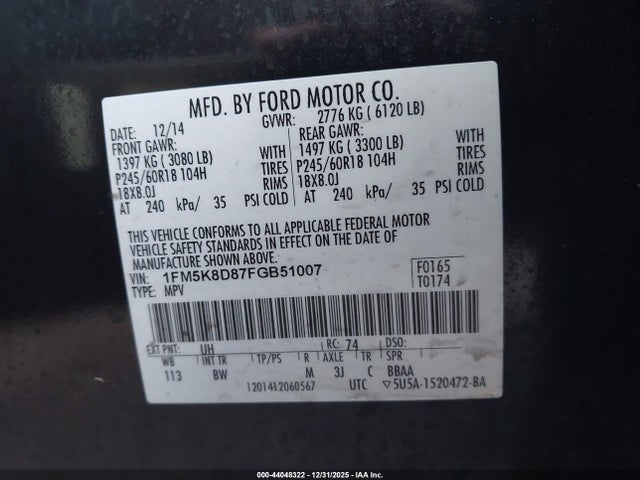 MFD. BY FORD MOTOR CO.
DATE: 12/14 GVWR: 2776 KG ( 6120 LB)
FRONT GAWR: REAR GAWR:
1397 KG ( 3080 LB) WITH 1497 KG ( 3300 LB) WITH
P245/60R18 104H TIRES P245/60R18 104H TIRES
18X8.0J RIMS 18X8.0J RIMS
AT 240 kPa/ 35 PSI COLD AT 240 kPa/ 35 PSI COLD
THIS VEHICLE CONFORMS TO ALL APPLICABLE FEDERAL MOTOR
VEHICLE SAFETY STANDARDS IN EFFECT ON THE DATE OF
MANUFACTURE SHOWN ABOVE.
VIN: 1FM5K8D87FGB51007 F0165
TYPE: MPV T0174
EXT PNT: UH RC: 74 DSO:
WB INT TR TP/PS R AXLE TR SPR
113 BW M 3J C BBAA
1201412060567 UTC ▽5U5A-1520472-BA
000-44048322 - 12/31/2025 - IAA Inc.